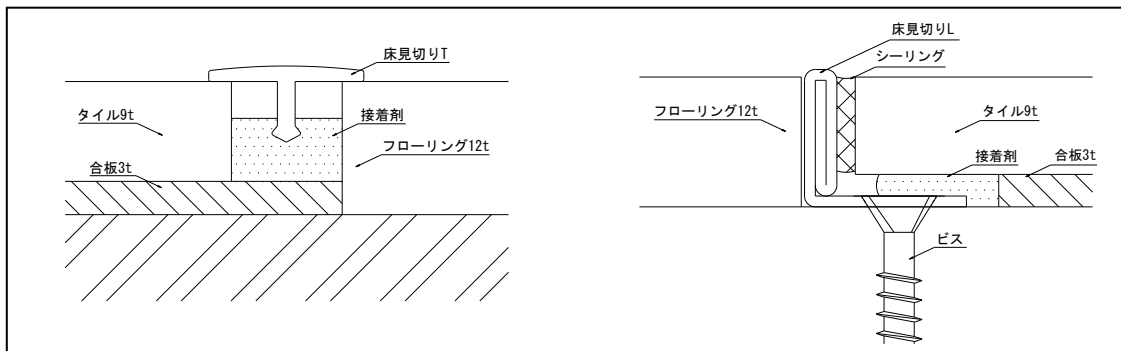 床見切りT
タイル9t
接着剤
フローリング12t
合板3t
床見切りL
シーリング
フローリング12t
タイル9t
接着剤
合板3t
ビス